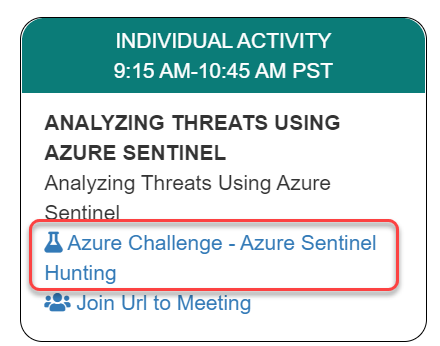 INDIVIDUAL ACTIVITY
9:15 AM-10:45 AM PST
ANALYZING THREATS USING
AZURE SENTINEL
Analyzing Threats Using Azure
Sentinel
Azure Challenge - Azure Sentinel
Hunting
Join Url to Meeting